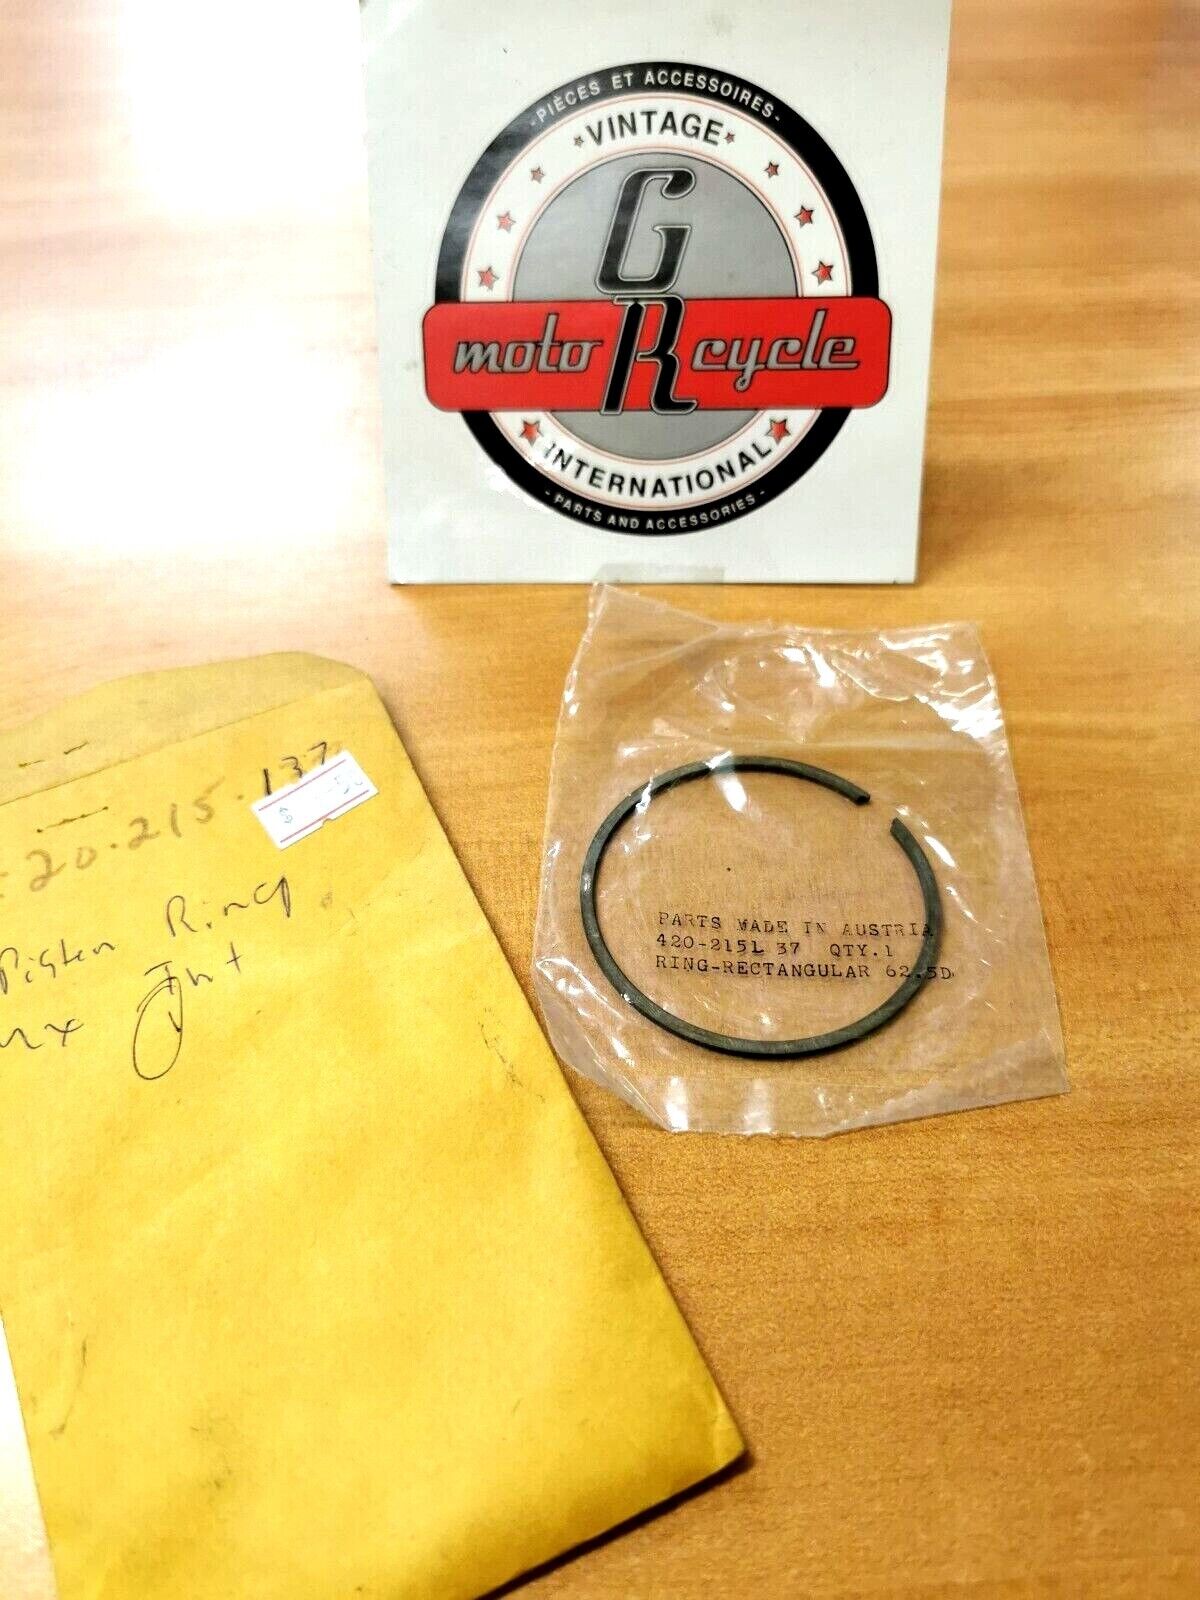 - PIÈCES ET ACCESSOIRES -
VINTAGE
G
moto R cycle
INTERNATIONAL
- PARTS AND ACCESSORIES -
PARTS MADE IN AUSTRIA
420-215L 37 QTY.1
RING-RECTANGULAR 62.5D
20.215.137
$ 50
Piston Ring